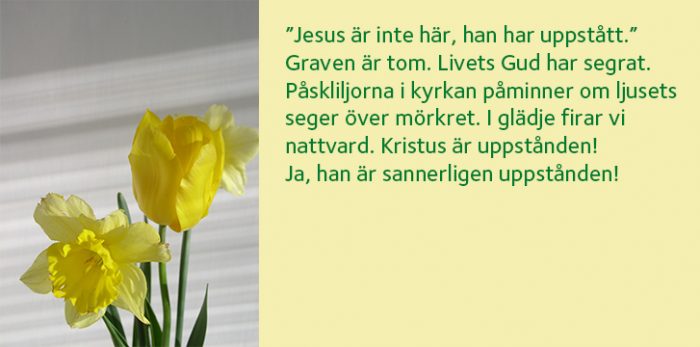 ”Jesus är inte här, han har uppstått.”
Graven är tom. Livets Gud har segrat.
Påskliljorna i kyrkan påminner om ljusets
seger över mörkret. I glädje firar vi
nattvard. Kristus är uppstånden!
Ja, han är sannerligen uppstånden!